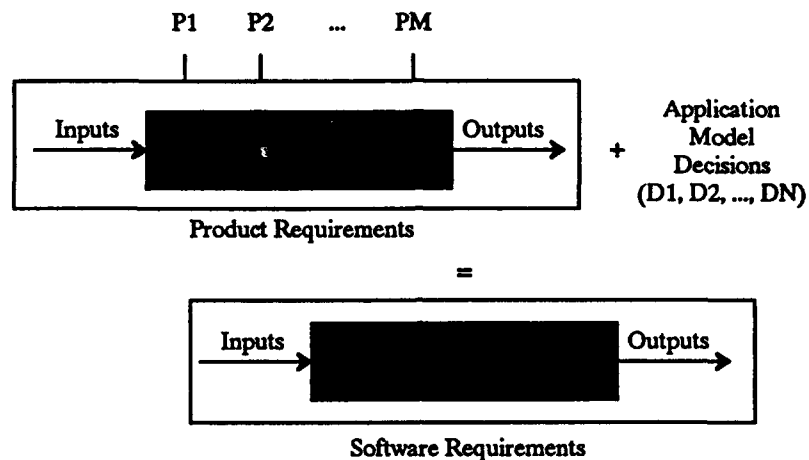 P1 P2 ... PM
Inputs
Outputs
+
Application
Model
Decisions
(D1, D2, ..., DN)
Product Requirements
=
Inputs
Outputs
Software Requirements